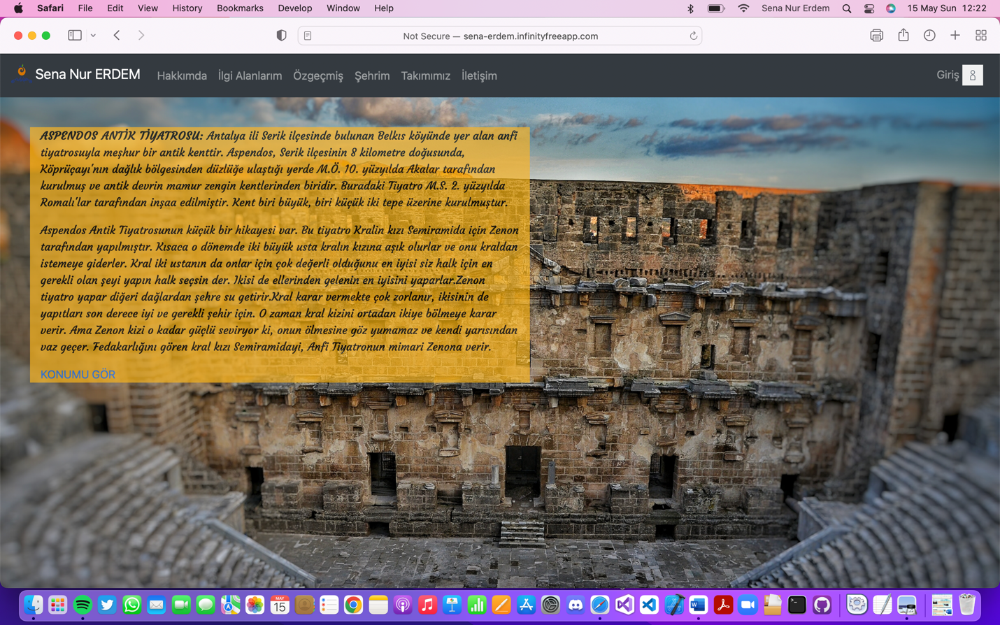 Safari File Edit View History Bookmarks Develop Window Help Sena Nur Erdem 15 May Sun 12:22
Not Secure — sena-erdem.infinityfreeapp.com
Sena Nur ERDEM Hakkımda İlgi Alanlarım Özgeçmiş Şehrim Takımımız İletişim Giriş
ASPENDOS ANTİK TİYATROSU: Antalya ili Serik ilçesinde bulunan Belkıs köyünde yer alan anfi
tiyatrosuyla meşhur bir antik kenttir. Aspendos, Serik ilçesinin 8 kilometre doğusunda,
Köprüçayı'nın dağlık bölgesinden düzlüğe ulaştığı yerde M.Ö. 10. yüzyılda Akalar tarafından
kurulmuş ve antik devrin mamur zengin kentlerinden biridir. Buradaki Tiyatro M.S. 2. yüzyılda
Romalı'lar tarafından inşaa edilmiştir. Kent biri büyük, biri küçük iki tepe üzerine kurulmuştur.
Aspendos Antik Tiyatrosunun küçük bir hikayesi var. Bu tiyatro Kralin kızı Semiramida için Zenon
tarafından yapılmıştır. Kısaca o dönemde iki büyük usta kralın kızına aşık olurlar ve onu kraldan
istemeye giderler. Kral iki ustanın da onlar için çok değerli olduğunu en iyisi siz halk için en
gerekli olan şeyi yapın halk seçsin der. Ikisi de ellerinden gelenin en iyisini yaparlar.Zenon
tiyatro yapar diğeri dağlardan şehre su getirir.Kral karar vermekte çok zorlanır, ikisinin de
yapıtları son derece iyi ve gerekli şehir için. O zaman kral kizini ortadan ikiye bölmeye karar
verir. Ama Zenon kizi o kadar güçlü seviryor ki, onun ölmesine göz yumamaz ve kendi yarısından
vaz geçer. Fedakarlığını gören kral kızı Semiramidayi, Anfi Tiyatronun mimari Zenona verir.
KONUMU GÖR
MAY
15